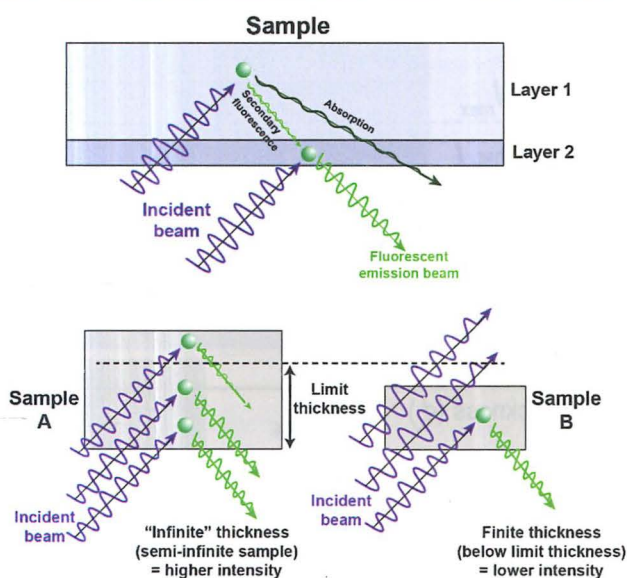 Sample
Layer 1
Layer 2
Secondary
fluorescence
Absorption
Incident
beam
Fluorescent
emission beam
Sample
A
Limit
thickness
Sample
B
Incident
beam
"Infinite" thickness
(semi-infinite sample)
= higher intensity
Incident
beam
Finite thickness
(below limit thickness)
= lower intensity